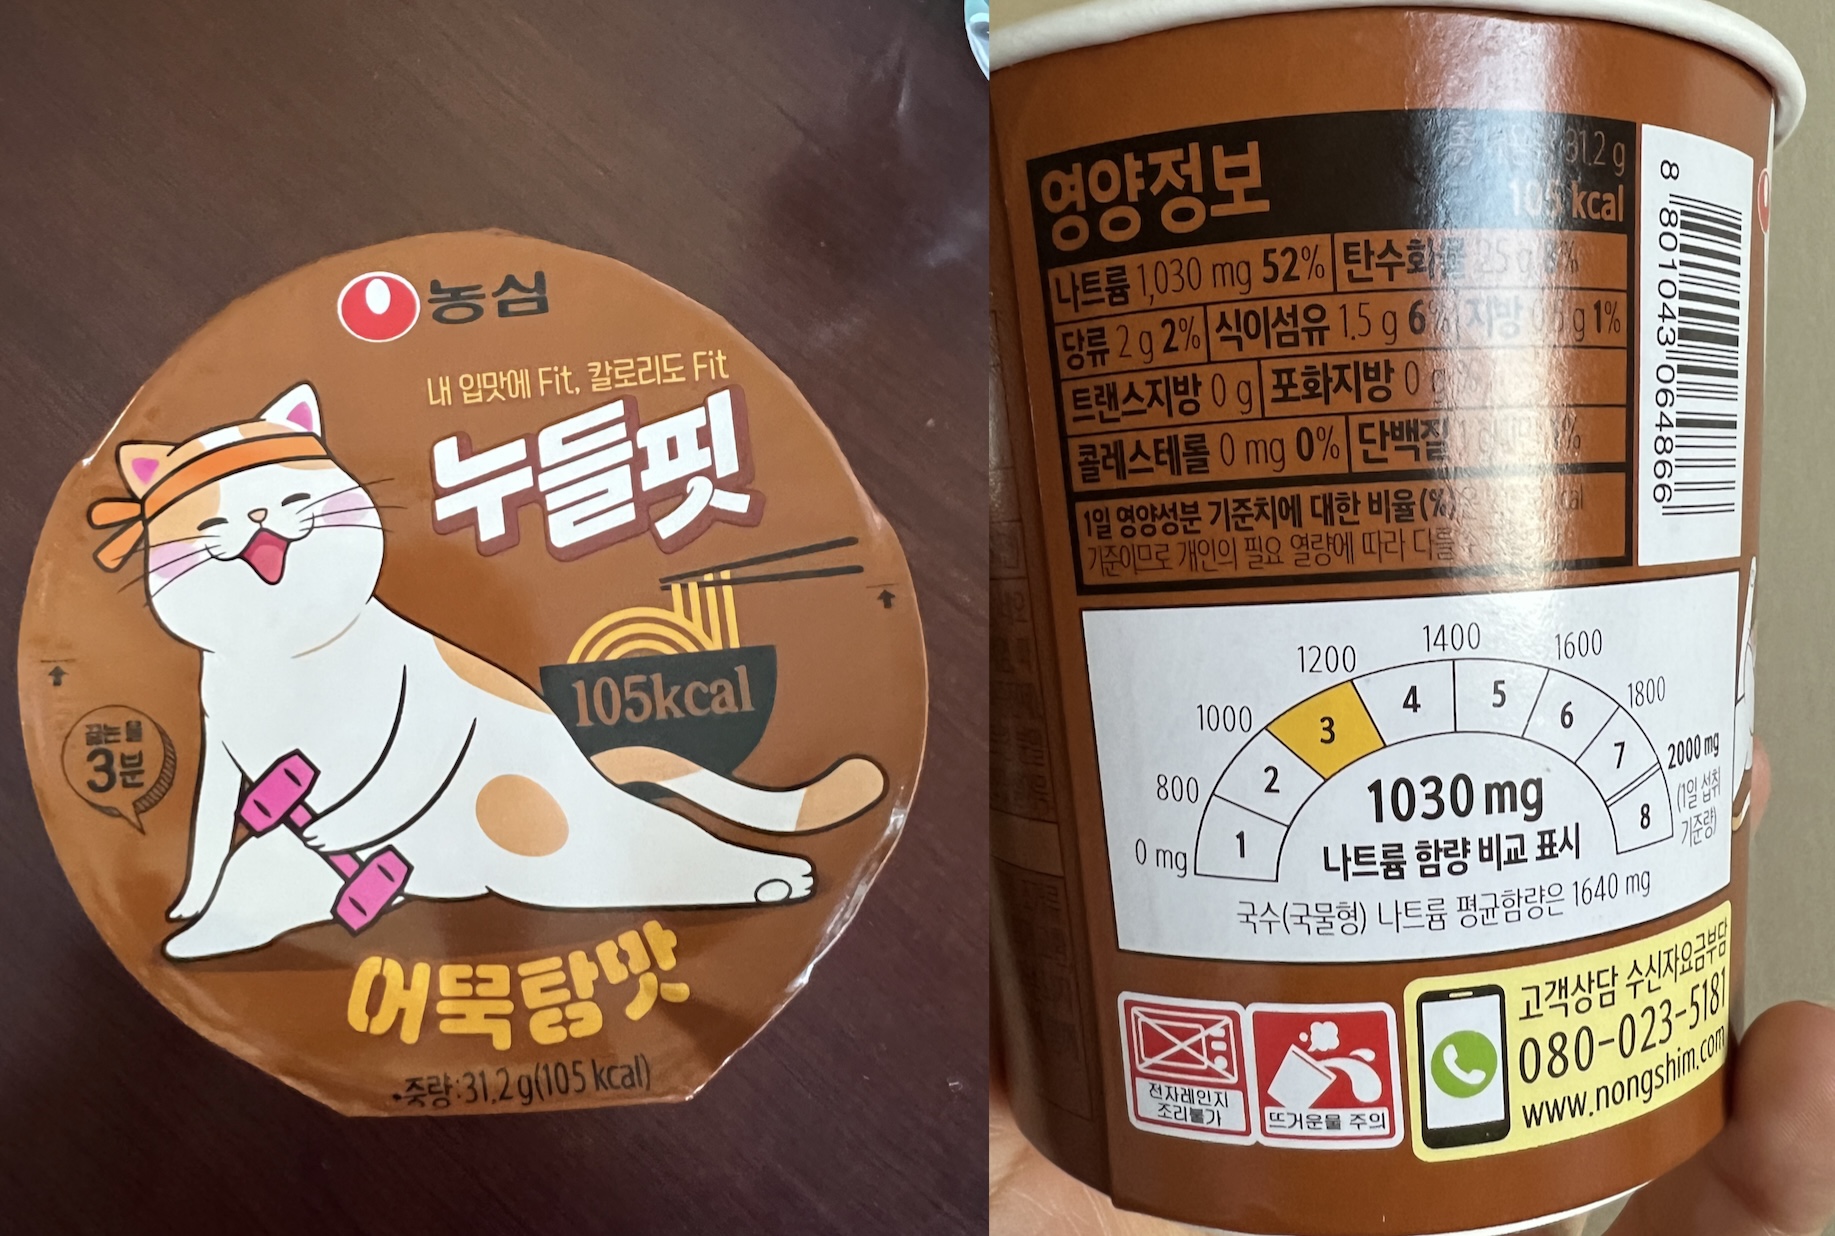 농심
내 입맛에 Fit, 칼로리도 Fit
누들핏
105kcal
끓는 물
3분
어묵탕맛
•중량:31.2g(105 kcal)
영양정보
31.2 g
105 kcal
나트륨 1,030 mg 52% 탄수화물 25 g 8%
당류 2 g 2% 식이섬유 1.5 g 6% 지방 g 1%
트랜스지방 0 g 포화지방 0 g
콜레스테롤 0 mg 0% 단백질
1일 영양성분 기준치에 대한 비율(%)
기준이므로 개인의 필요 열량에 따라 다를
8 801043 064866
0 mg
800
1000
1200
1400
1600
1800
2000 mg
(1일 섭취
기준량)
1
2
3
4
5
6
7
8
1030 mg
나트륨 함량 비교 표시
국수(국물형) 나트륨 평균함량은 1640 mg
전자레인지
조리불가
뜨거운물 주의
고객상담 수신자요금부담
080-023-5181
www.nongshim.com